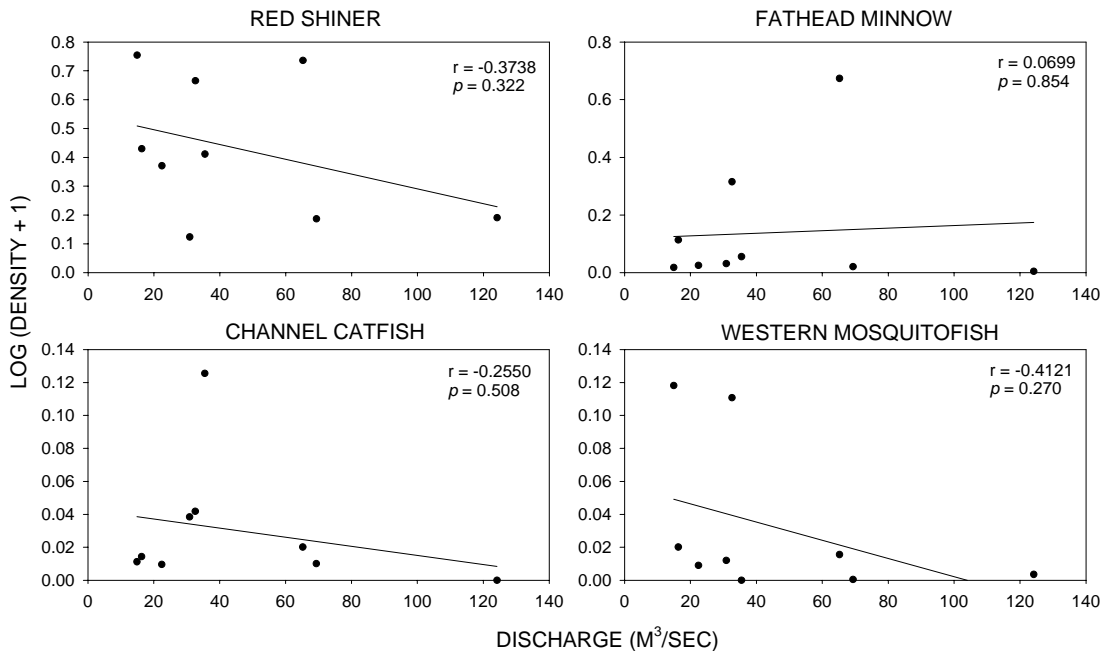 RED SHINER
FATHEAD MINNOW
0.8
0.7
0.6
0.5
0.4
0.3
0.2
0.1
0.0
r = -0.3738
p = 0.322
0 20 40 60 80 100 120 140
0.8
0.6
0.4
0.2
0.0
r = 0.0699
p = 0.854
0 20 40 60 80 100 120 140
LOG (DENSITY + 1)
CHANNEL CATFISH
WESTERN MOSQUITOFISH
0.14
0.12
0.10
0.08
0.06
0.04
0.02
0.00
r = -0.2550
p = 0.508
0 20 40 60 80 100 120 140
0.14
0.12
0.10
0.08
0.06
0.04
0.02
0.00
r = -0.4121
p = 0.270
0 20 40 60 80 100 120 140
DISCHARGE (M³/SEC)